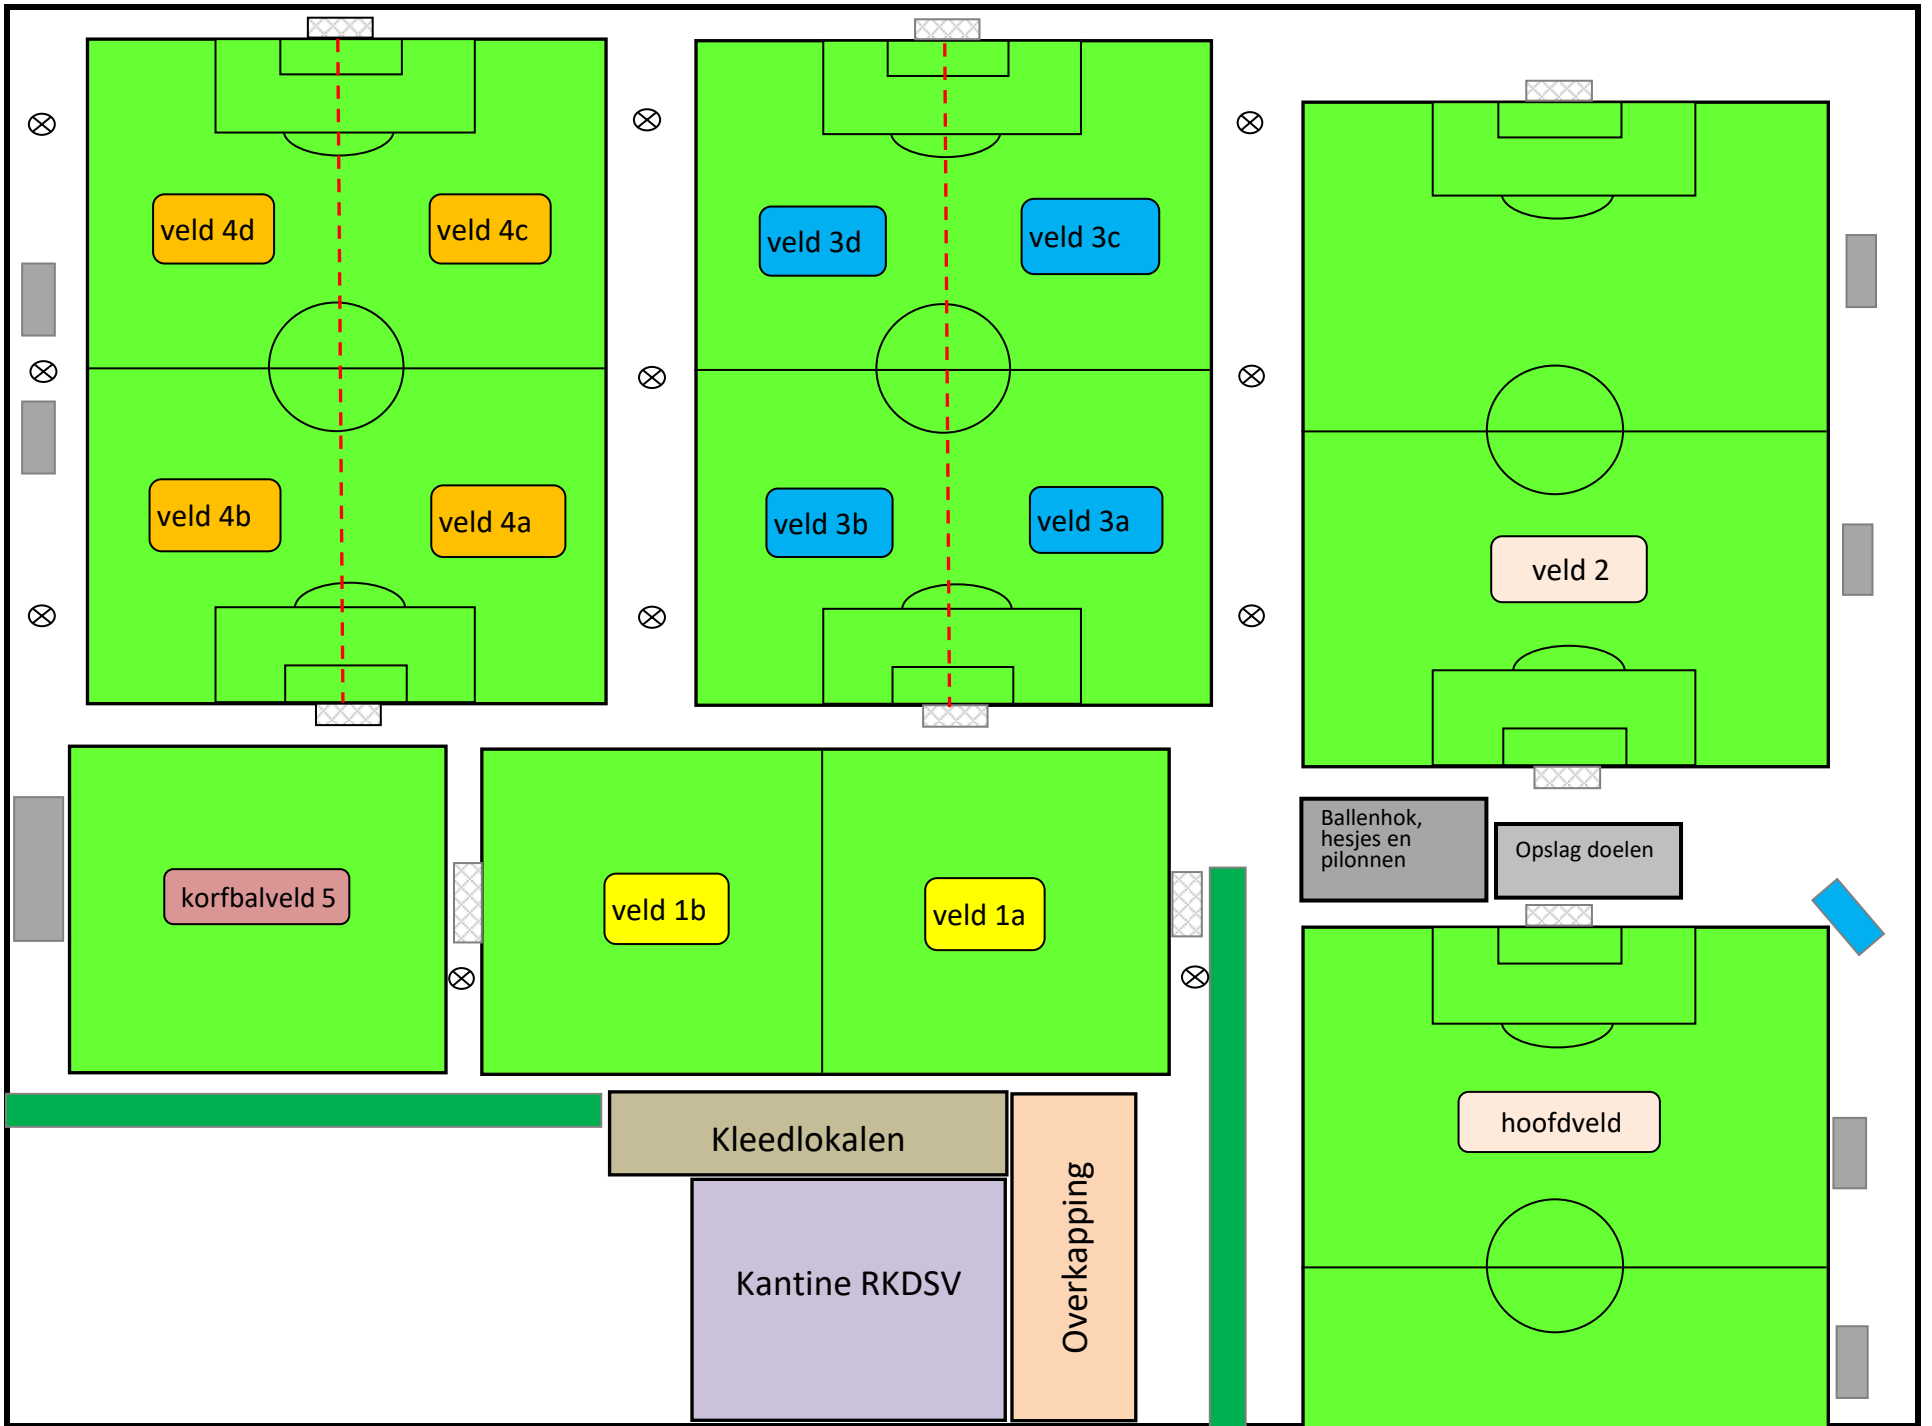 veld 4d
veld 4c
veld 3d
veld 3c
veld 4b
veld 4a
veld 3b
veld 3a
veld 2
Ballenhok,
hesjes en
pilonnen
Opslag doelen
korfbalveld 5
veld 1b
veld 1a
hoofdveld
Kleedlokalen
Kantine RKDSV
Overkapping